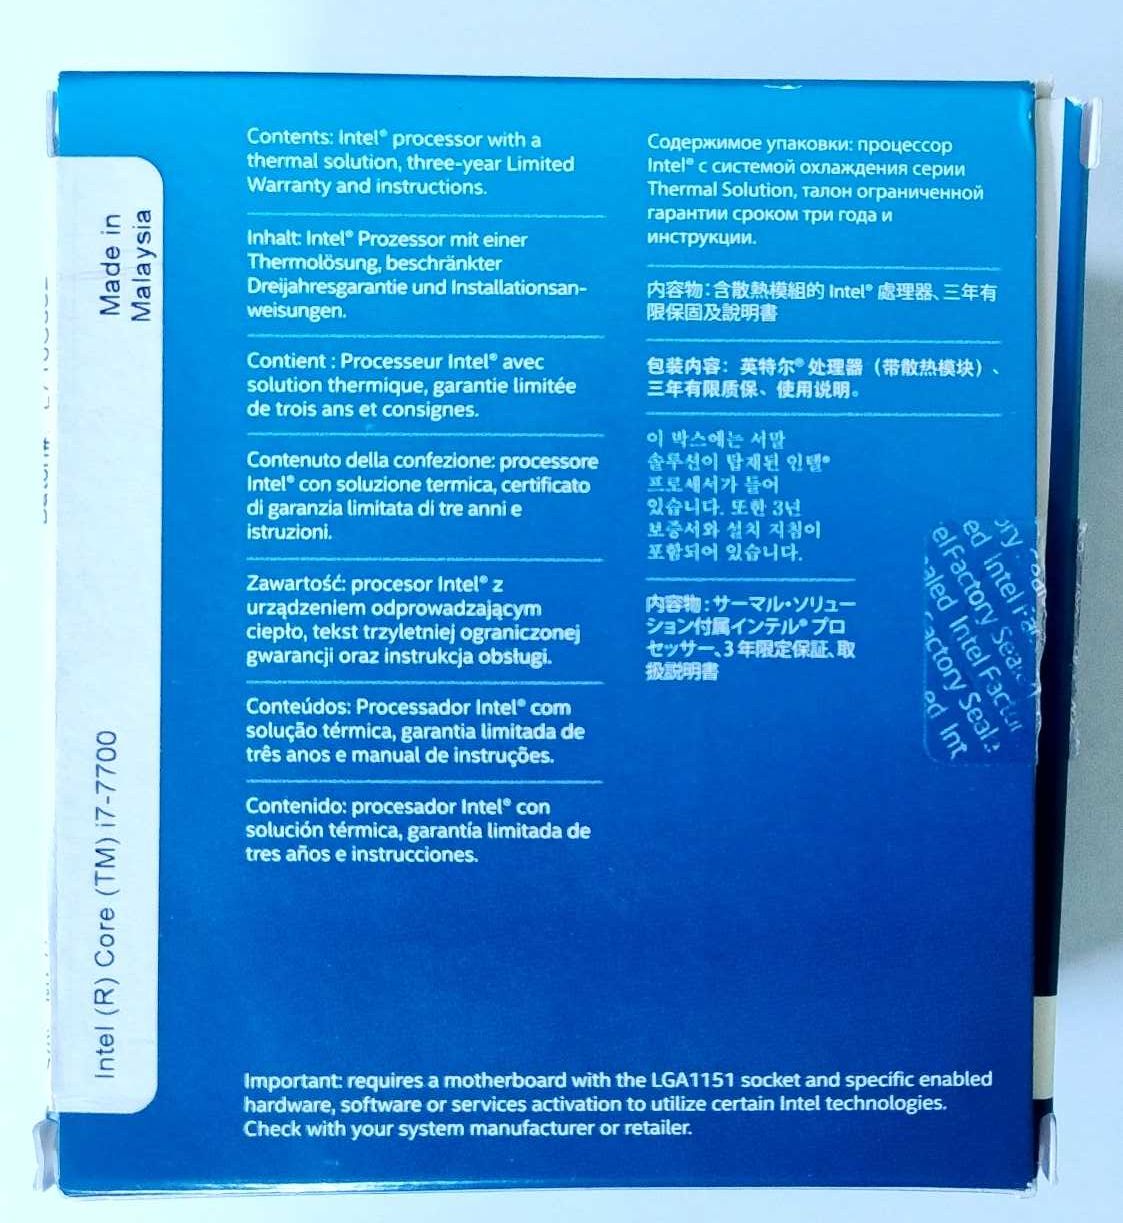 Made in
Malaysia
Intel (R) Core (TM) i7-7700
Contents: Intel® processor with a
thermal solution, three-year Limited
Warranty and instructions.
Inhalt: Intel® Prozessor mit einer
Thermolösung, beschränkter
Dreijahresgarantie und Installationsan-
weisungen.
Contient : Processeur Intel® avec
solution thermique, garantie limitée
de trois ans et consignes.
Contenuto della confezione: processore
Intel® con soluzione termica, certificato
di garanzia limitata di tre anni e
istruzioni.
Zawartość: procesor Intel® z
urządzeniem odprowadzającym
ciepło, tekst trzyletniej ograniczonej
gwarancji oraz instrukcja obsługi.
Conteúdos: Processador Intel® com
solução térmica, garantia limitada de
três anos e manual de instruções.
Contenido: procesador Intel® con
solución térmica, garantía limitada de
tres años e instrucciones.
Содержимое упаковки: процессор
Intel® с системой охлаждения серии
Thermal Solution, талон ограниченной
гарантии сроком три года и
инструкции.
内容物：含散熱模組的 Intel® 處理器、三年有
限保固及說明書
包装内容： 英特尔® 处理器（带散热模块）、
三年有限质保、使用说明。
이 박스에는 서말
솔루션이 탑재된 인텔®
프로세서가 들어
있습니다. 또한 3년
보증서와 설치 지침이
포함되어 있습니다.
内容物：サーマル・ソリュー
ション付属インテル® プロ
セッサー、3 年限定保証、取
扱説明書
ed Intel Fa
elFactory Seale
aled Intel Factor
Factory Seale
ed Int
Important: requires a motherboard with the LGA1151 socket and specific enabled
hardware, software or services activation to utilize certain Intel technologies.
Check with your system manufacturer or retailer.